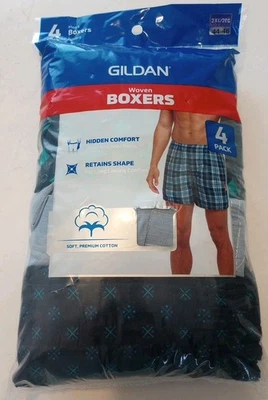 4 Boxers
GILDAN
Woven
BOXERS
4
PACK
HIDDEN COMFORT
RETAINS SHAPE
SOFT, PREMIUM COTTON